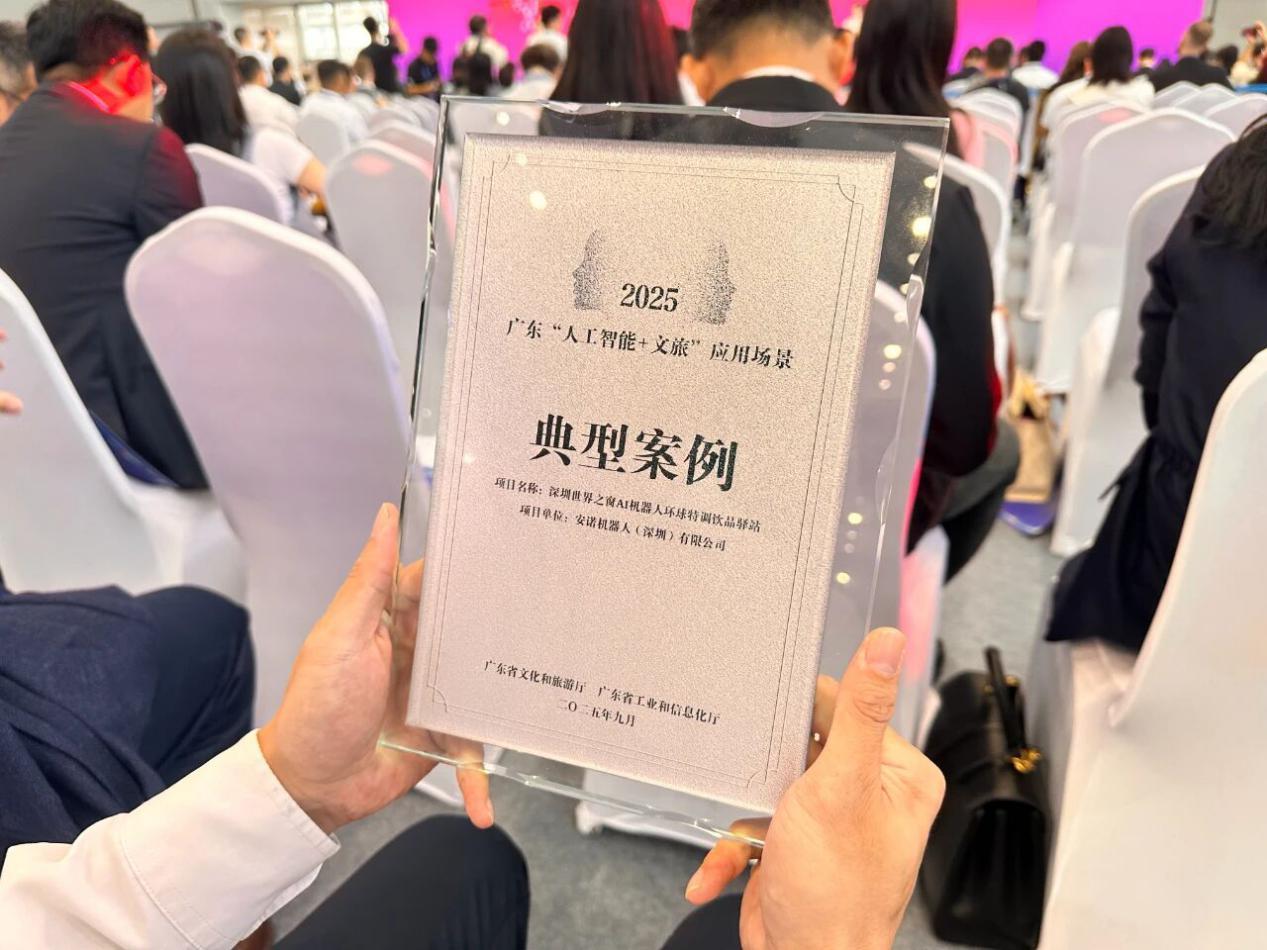 2025
广东“人工智能+文旅”应用场景
典型案例
项目名称：深圳世界之窗AI机器人环球特调饮品驿站
项目单位：安诺机器人（深圳）有限公司
广东省文化和旅游厅 广东省工业和信息化厅
二〇二五年九月